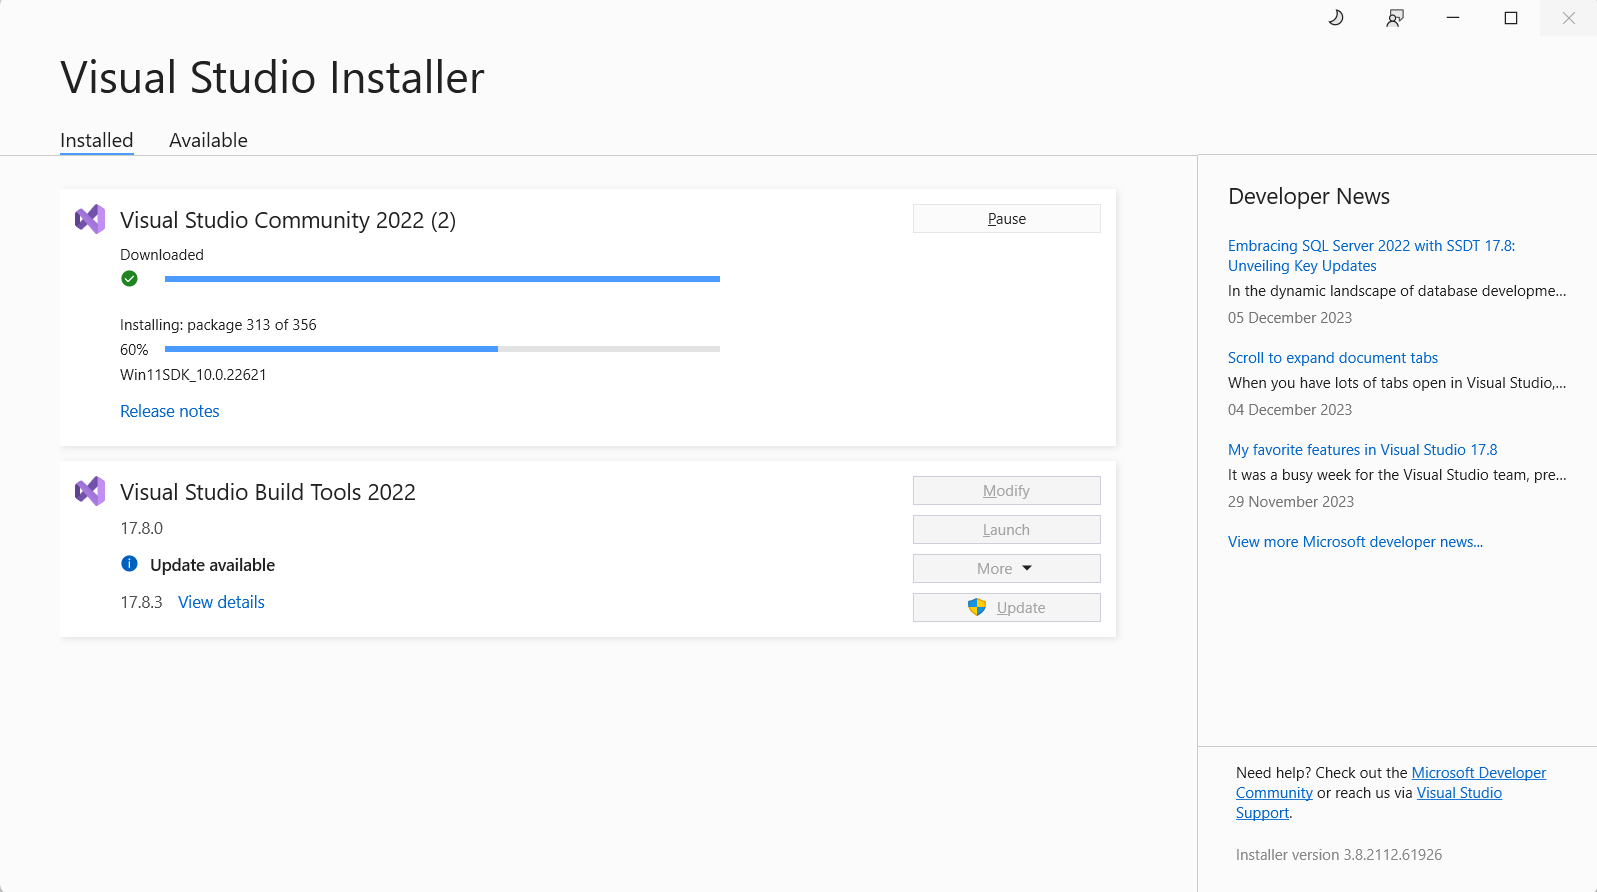 Visual Studio Installer
Installed Available
Visual Studio Community 2022 (2)
Pause
Downloaded
Installing: package 313 of 356
60%
Win11SDK_10.0.22621
Release notes
Visual Studio Build Tools 2022
17.8.0
Update available
17.8.3 View details
Modify
Launch
More
Update
Developer News
Embracing SQL Server 2022 with SSDT 17.8:
Unveiling Key Updates
In the dynamic landscape of database developme...
05 December 2023
Scroll to expand document tabs
When you have lots of tabs open in Visual Studio,...
04 December 2023
My favorite features in Visual Studio 17.8
It was a busy week for the Visual Studio team, pre...
29 November 2023
View more Microsoft developer news...
Need help? Check out the Microsoft Developer
Community or reach us via Visual Studio
Support.
Installer version 3.8.2112.61926